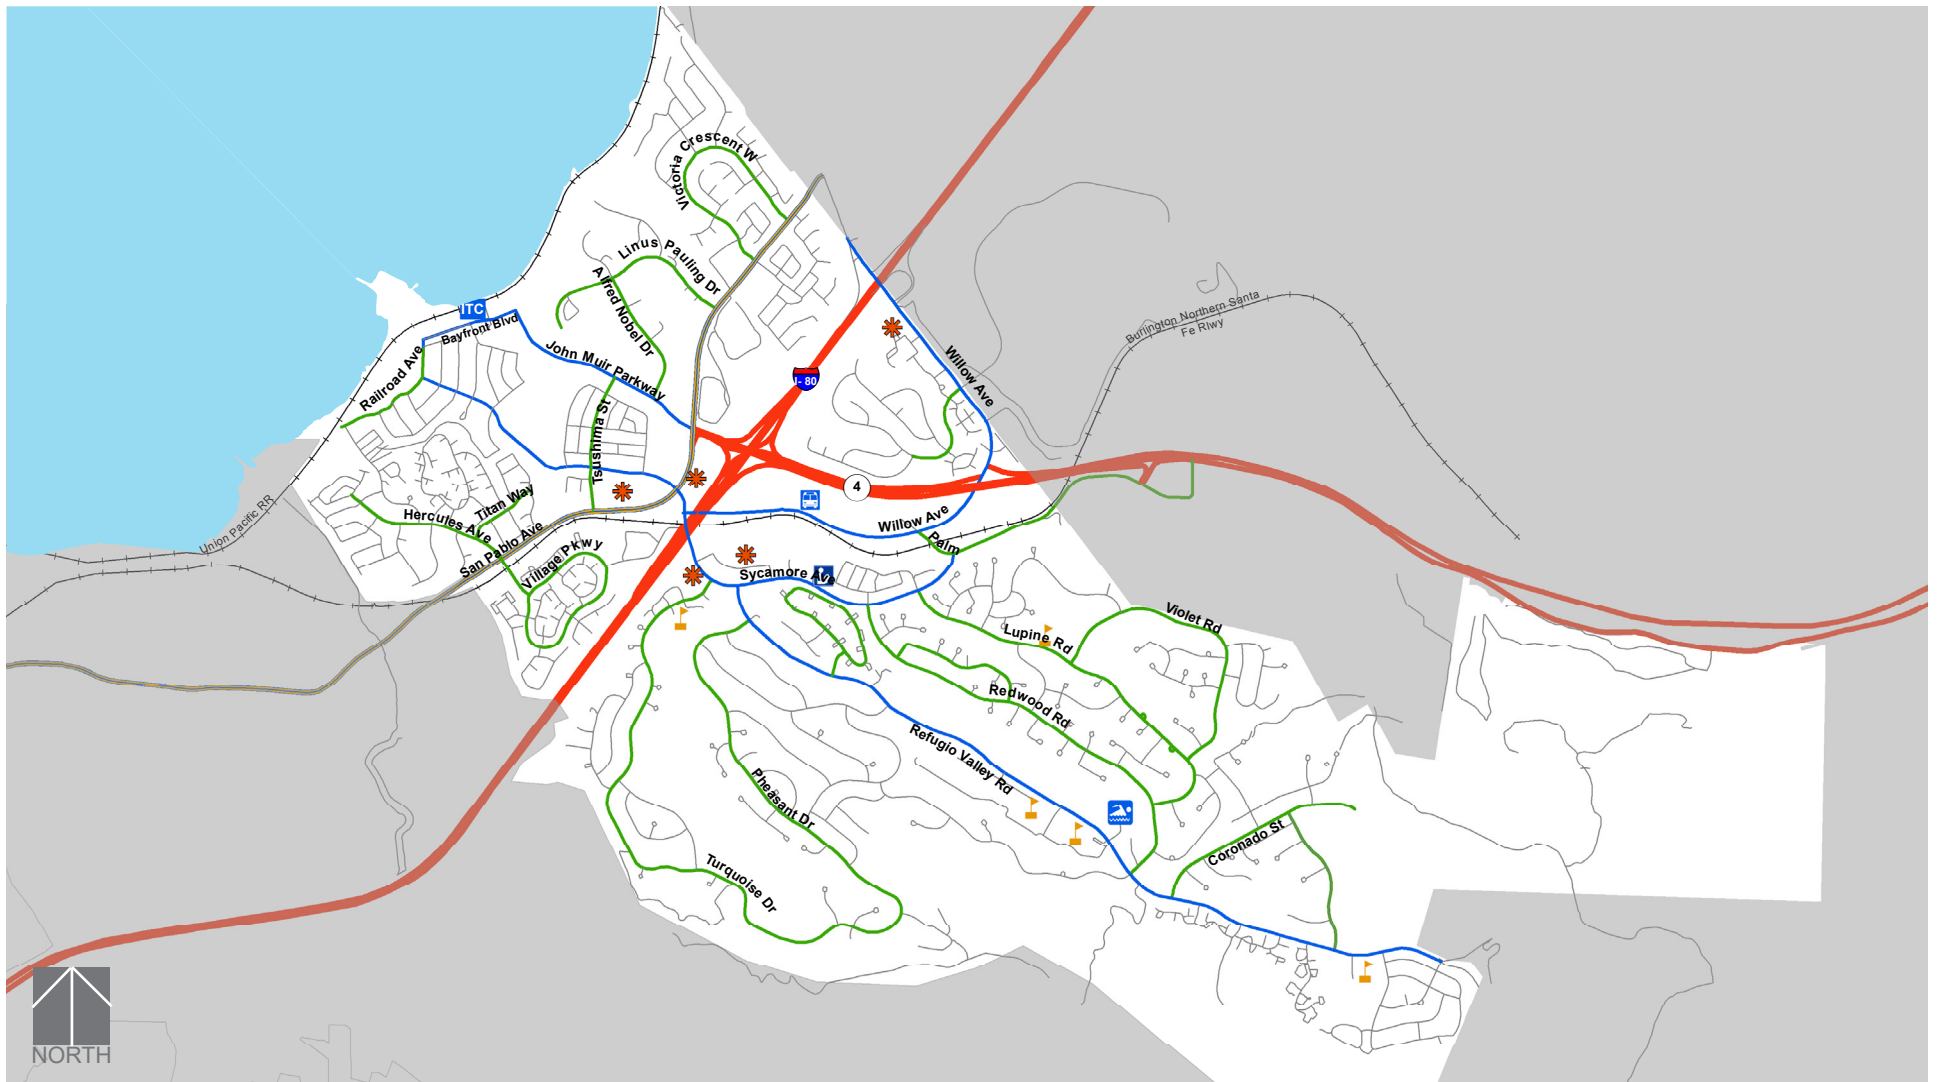 Victoria Crescent W
Linus Pauling Dr
Alfred Nobel Dr
ITC
Bayfront Blvd
John Muir Parkway
Railroad Ave
Tsushima St
I- 80
Willow Ave
Burlington Northern Santa
Fe Rlwy
4
Titan Way
Hercules Ave
San Pablo Ave
Union Pacific RR
Village Pkwy
Willow Ave
Palm
Sycamore Ave
Violet Rd
Lupine Rd
Redwood Rd
Refugio Valley Rd
Pheasant Dr
Coronado St
Turquoise Dr
NORTH